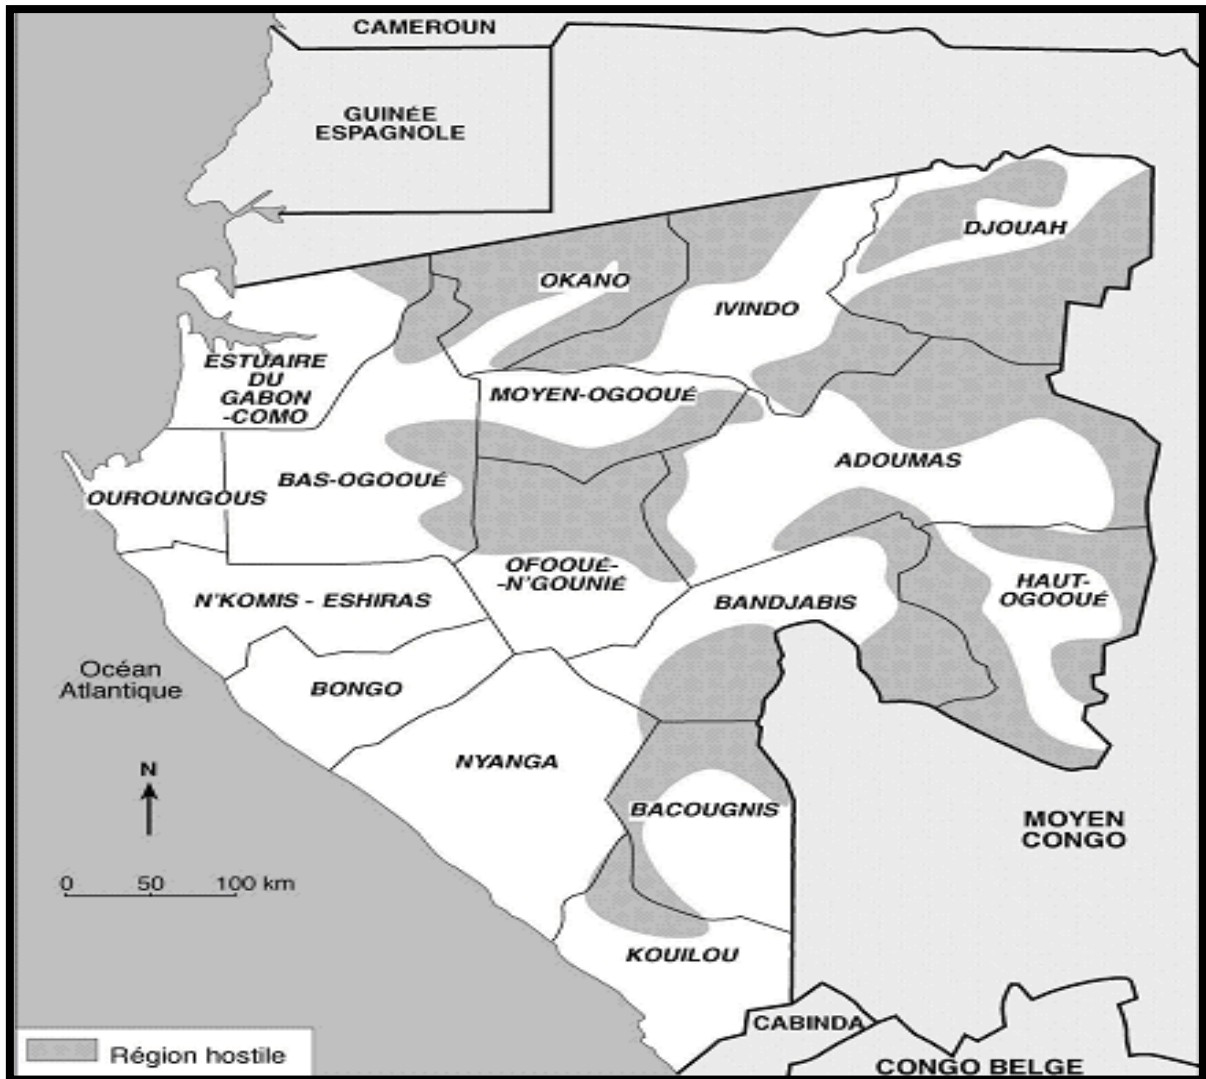 CAMEROUN
GUINÉE
ESPAGNOLE
DJOUAH
OKANO
IVINDO
ESTUAIRE
DU
GABON
-COMO
MOYEN-OGOOUÉ
ADOUMAS
BAS-OGOOUÉ
OUROUNGOUS
OFOOUÉ-
-N'GOUNIÉ
HAUT-
OGOOUÉ
N'KOMIS - ESHIRAS
BANDJABIS
Océan
Atlantique
BONGO
NYANGA
N
BACOUGNIS
MOYEN
CONGO
0 50 100 km
KOUILOU
CABINDA
Région hostile
CONGO BELGE